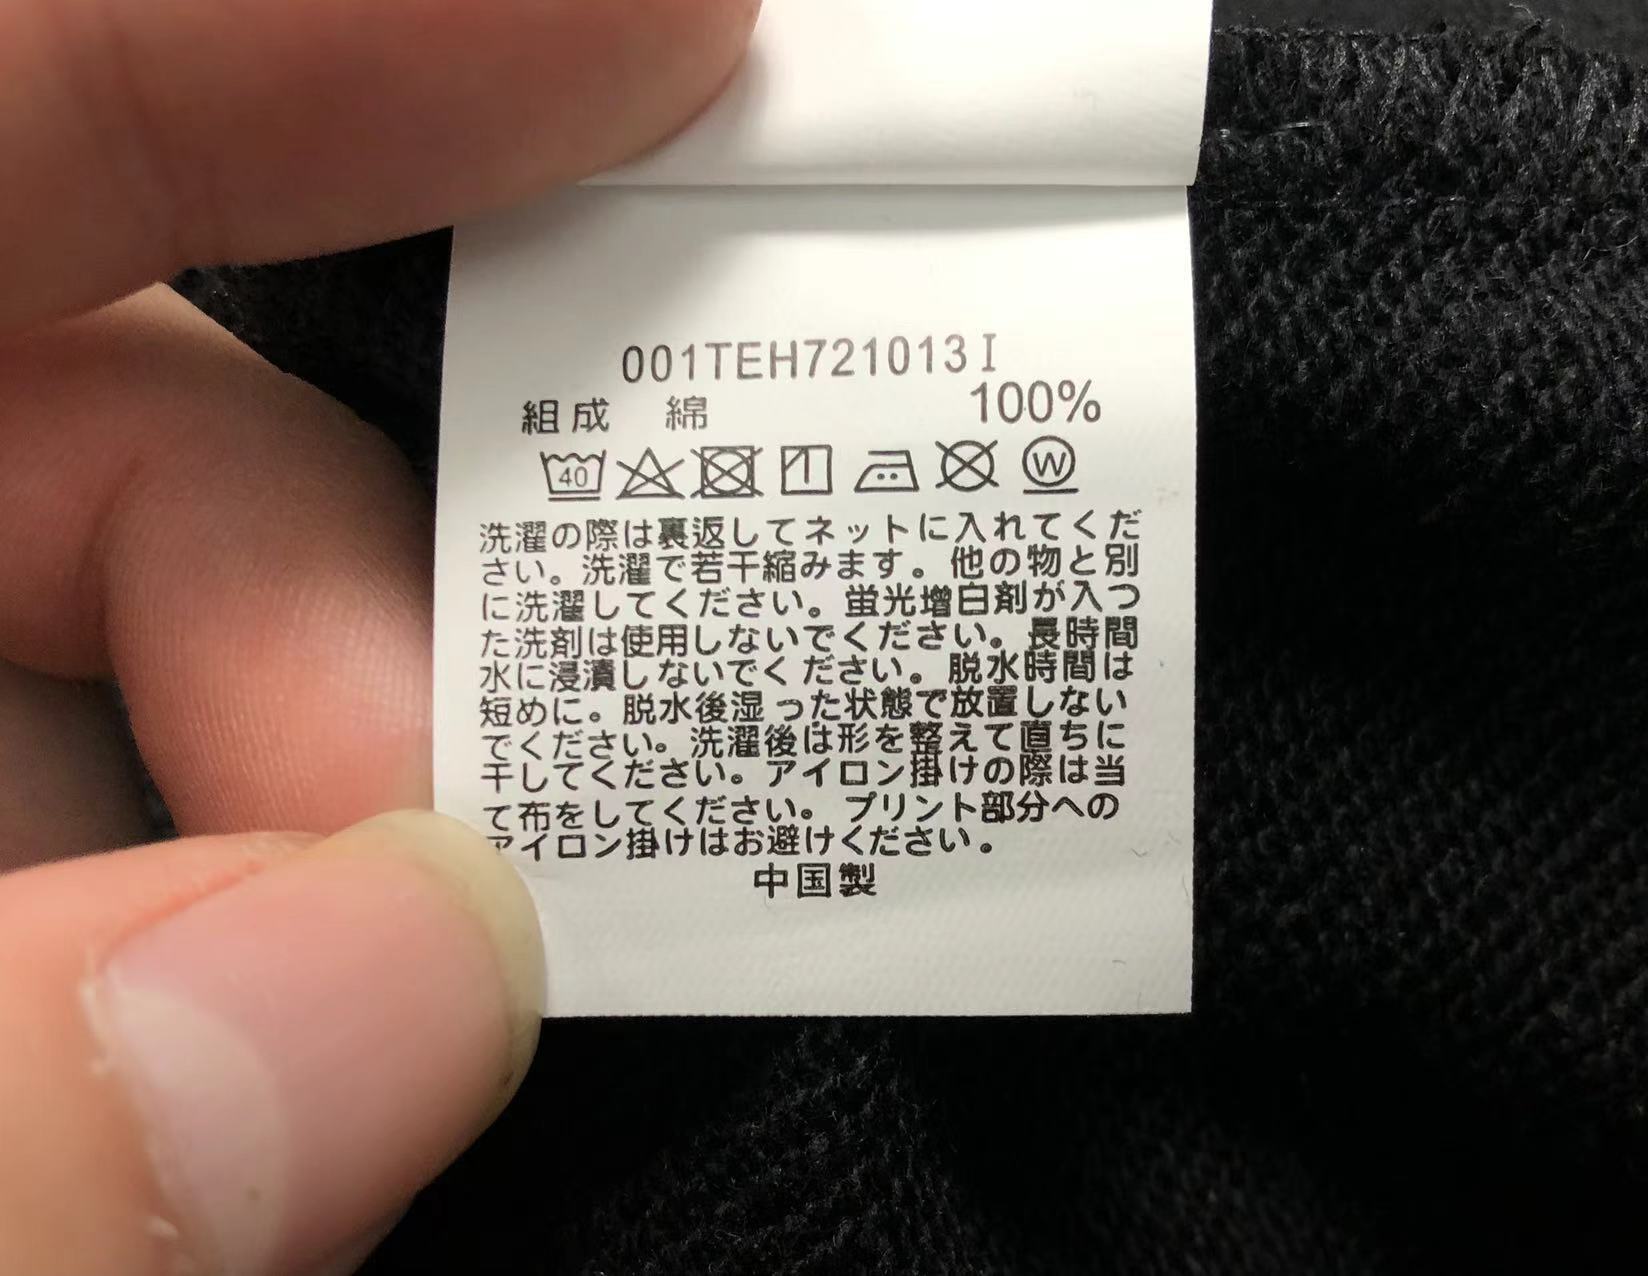 001TEH721013I
組成 綿 100%
40 W
洗濯の際は裏返してネットに入れてくだ
さい。洗濯で若干縮みます。他の物と別
に洗濯してください。蛍光増白剤が入つ
た洗剤は使用しないでください。長時間
水に浸漬しないでください。脱水時間は
短めに。脱水後湿った状態で放置しない
でください。洗濯後は形を整えて直ちに
干してください。アイロン掛けの際は当
て布をしてください。プリント部分への
アイロン掛けはお避けください。
中国製